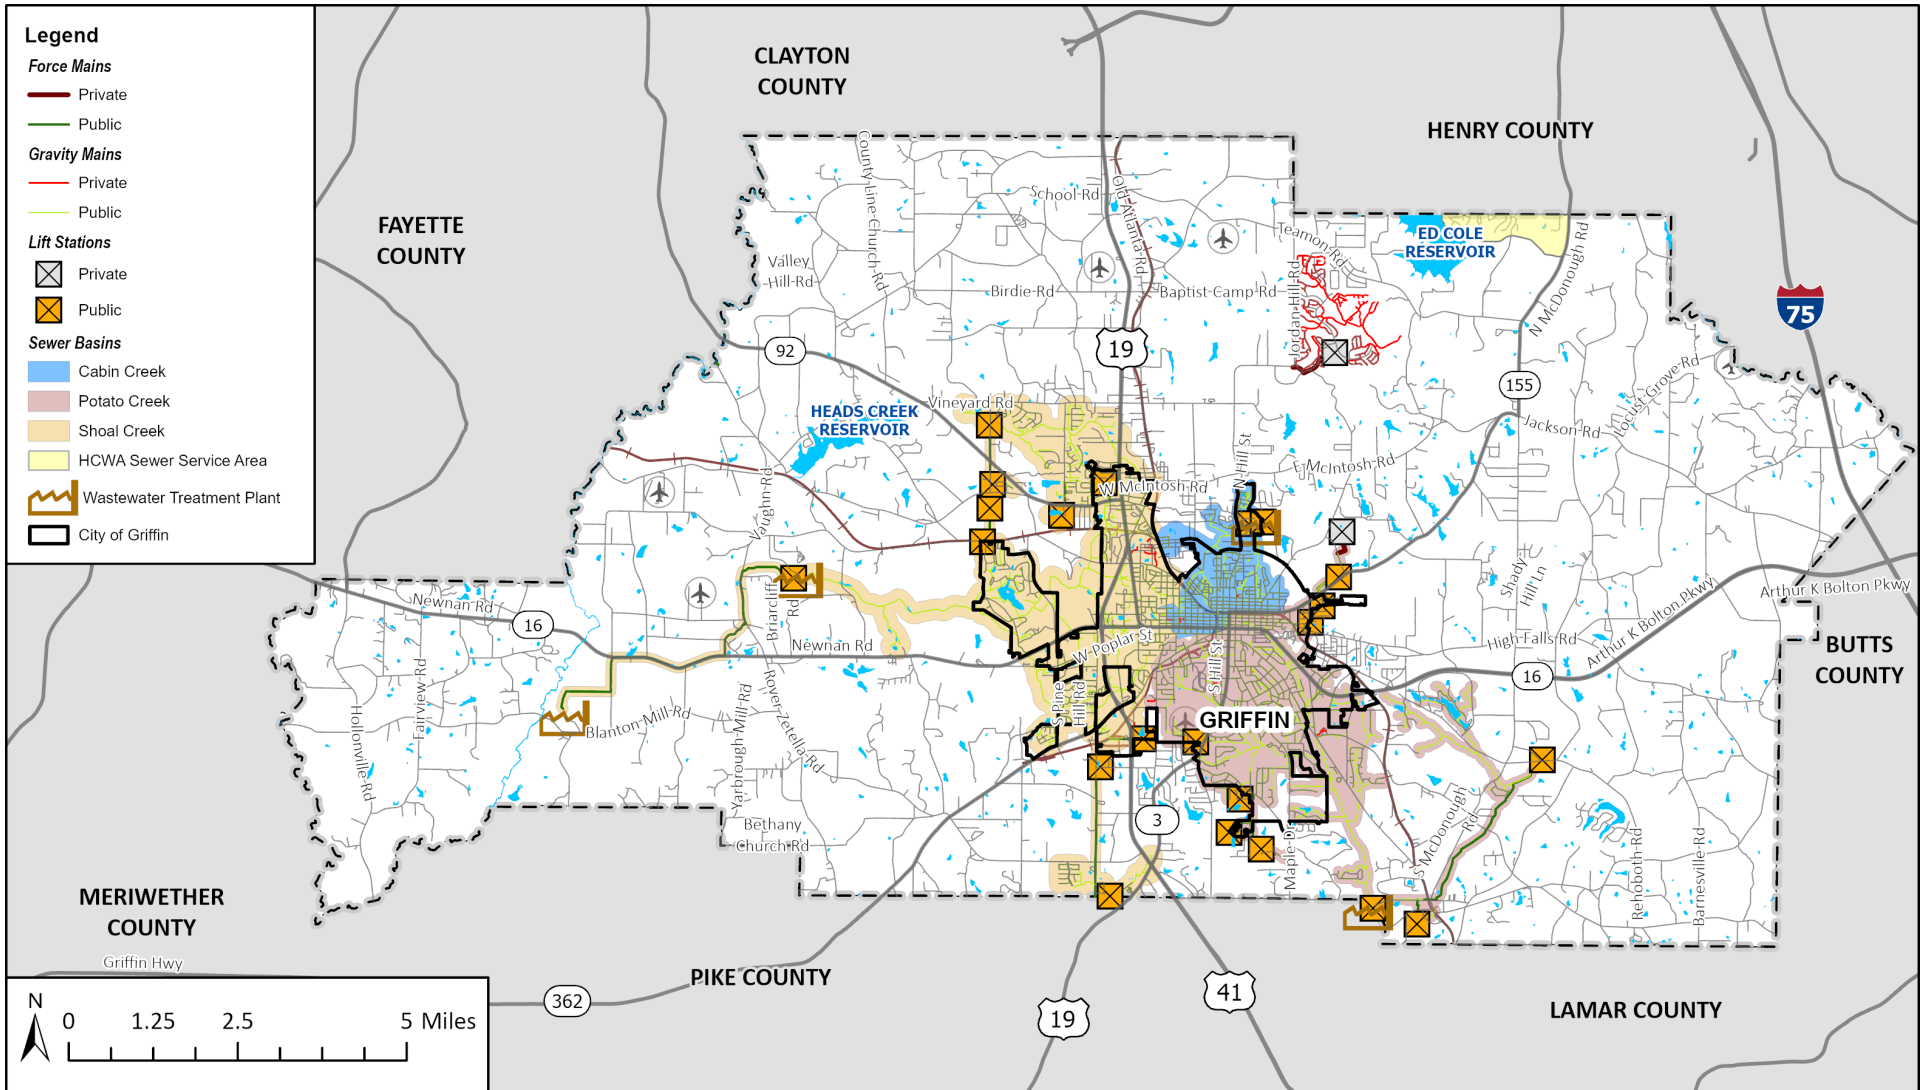 Legend
Force Mains
Private
Public
Gravity Mains
Private
Public
Lift Stations
Private
Public
Sewer Basins
Cabin Creek
Potato Creek
Shoal Creek
HCWA Sewer Service Area
Wastewater Treatment Plant
City of Griffin
CLAYTON
COUNTY
HENRY COUNTY
FAYETTE
COUNTY
County-Line-Church-Rd
School-Rd
Old-Atlanta-Rd
Teamon-Rd
ED COLE
RESERVOIR
N McDonough Rd
Valley
Hill-Rd
Birdie-Rd
Baptist-Camp-Rd
Jordan-Hill-Rd
75
92
19
155
Locust-Grove-Rd
Vineyard Rd
HEADS CREEK
RESERVOIR
Jackson-Rd
N-Hill-St
E-McIntosh-Rd
W McIntosh-Rd
Vaughn-Rd
Shady
Hill-Ln
Arthur K Bolton Pkwy
Arthur K Bolton Pkwy
Newnan Rd
16
Briarcliff
Rd
Newnan Rd
W-Poplar St
High-Falls Rd
BUTTS
COUNTY
16
Fairview-Rd
Hollonville-Rd
Blanton-Mill-Rd
Yarbrough-Mill-Rd
Rover-Zetella-Rd
S Pine
Hill-Rd
S-Hill-St
GRIFFIN
3
Bethany
Church-Rd
Maple-Dr
S-McDonough
Rd
Rehoboth-Rd
Barnesville-Rd
MERIWETHER
COUNTY
Griffin Hwy
362
PIKE COUNTY
19
41
LAMAR COUNTY
N
0 1.25 2.5 5 Miles